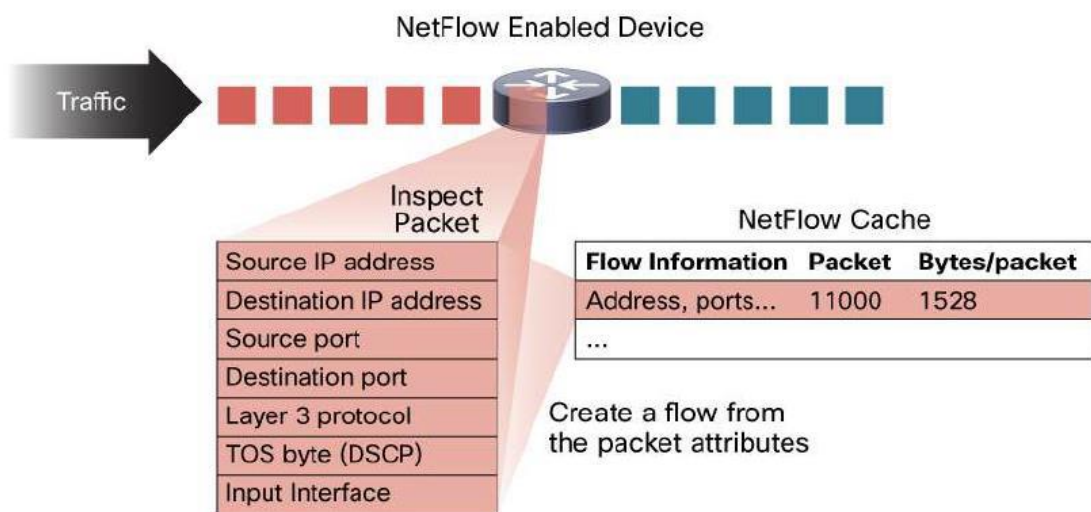 NetFlow Enabled Device
Traffic
Inspect
Packet
Source IP address
Destination IP address
Source port
Destination port
Layer 3 protocol
TOS byte (DSCP)
Input Interface
NetFlow Cache
Flow Information Packet Bytes/packet
Address, ports... 11000 1528
...
Create a flow from
the packet attributes